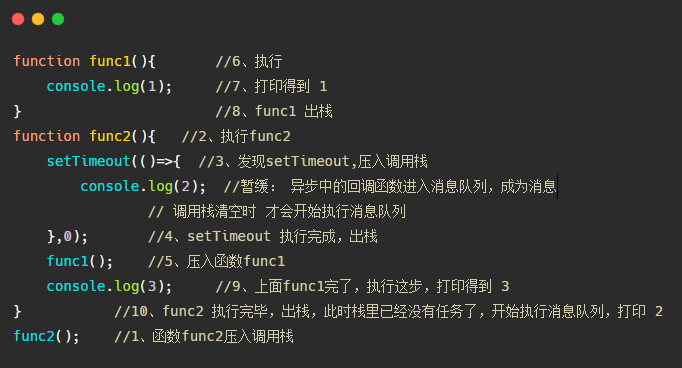 function func1(){       //6、执行
    console.log(1);     //7、打印得到 1
}                       //8、func1 出栈
function func2(){   //2、执行func2
    setTimeout(()=>{  //3、发现setTimeout,压入调用栈
        console.log(2);  //暂缓: 异步中的回调函数进入消息队列，成为消息
                // 调用栈清空时 才会开始执行消息队列
    },0);       //4、setTimeout 执行完成，出栈
    func1();    //5、压入函数func1
    console.log(3);     //9、上面func1完了，执行这步，打印得到 3
}           //10、func2 执行完毕，出栈，此时栈里已经没有任务了，开始执行消息队列，打印 2
func2();    //1、函数func2压入调用栈